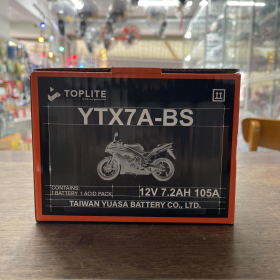 TOPLITE
YTX7A-BS
CONTAINS:
1 BATTERY 1 ACID PACK
12V 7.2AH 105A
TAIWAN YUASA BATTERY CO., LTD.